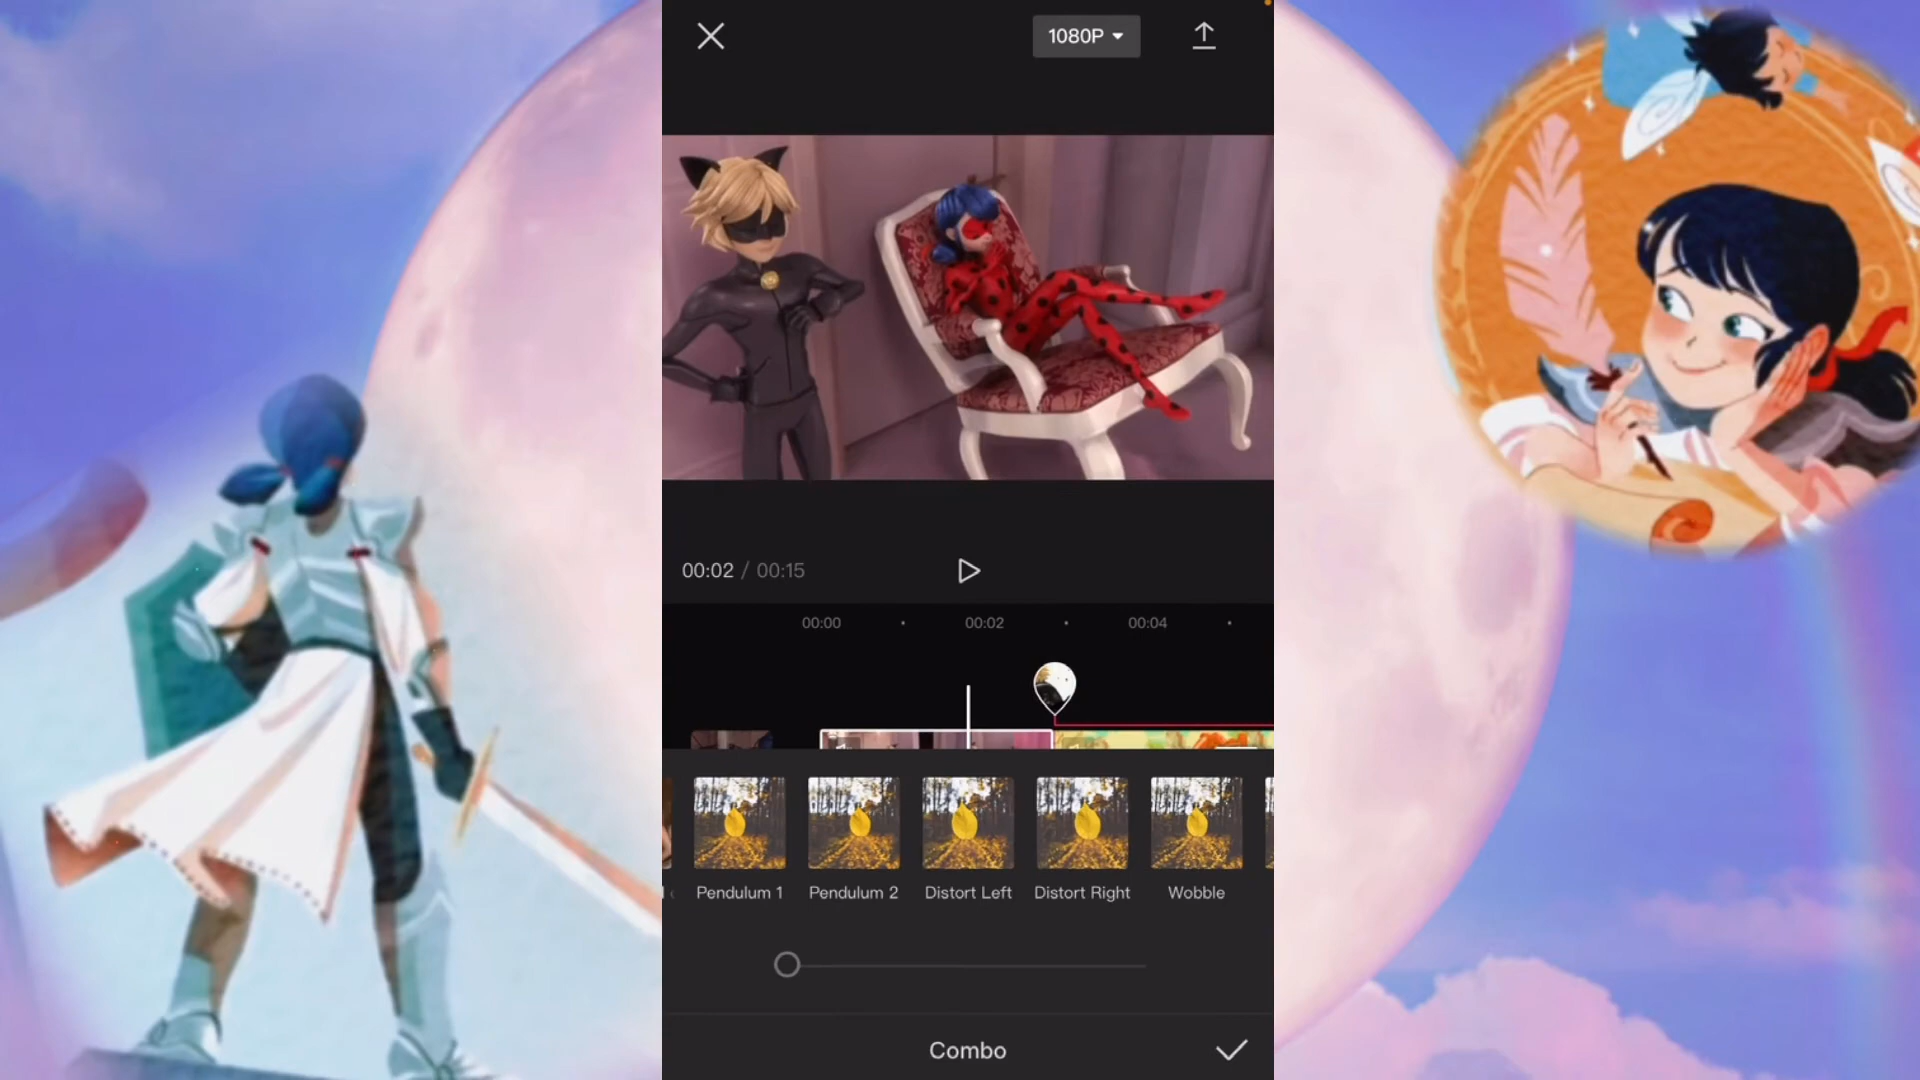 1080P
00:02 / 00:15
00:00 00:02 00:04
Pendulum 1 Pendulum 2 Distort Left Distort Right Wobble
Combo